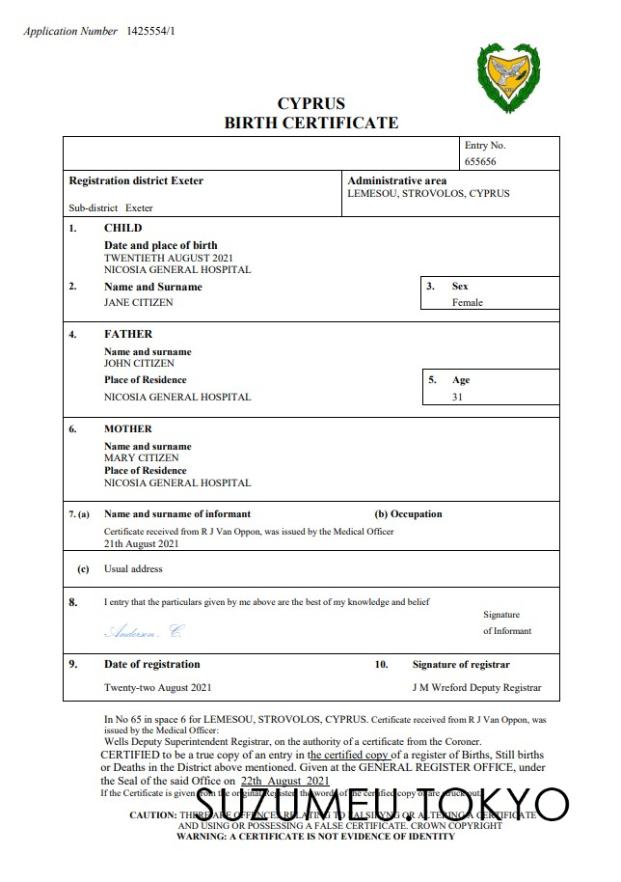 Application Number 1425554/1
CYPRUS
BIRTH CERTIFICATE
Entry No.
655656
Registration district Exeter
Sub-district Exeter
Administrative area
LEMESOU, STROVOLOS, CYPRUS
1. CHILD
Date and place of birth
TWENTIETH AUGUST 2021
NICOSIA GENERAL HOSPITAL
2. Name and Surname
JANE CITIZEN
3. Sex
Female
4. FATHER
Name and surname
JOHN CITIZEN
Place of Residence
NICOSIA GENERAL HOSPITAL
5. Age
31
6. MOTHER
Name and surname
MARY CITIZEN
Place of Residence
NICOSIA GENERAL HOSPITAL
7. (a) Name and surname of informant (b) Occupation
Certificate received from R J Van Oppon, was issued by the Medical Officer
21th August 2021
(c) Usual address
8. I entry that the particulars given by me above are the best of my knowledge and belief
Anderson. C.
Signature
of Informant
9. Date of registration
Twenty-two August 2021
10. Signature of registrar
J M Wreford Deputy Registrar
In No 65 in space 6 for LEMESOU, STROVOLOS, CYPRUS. Certificate received from R J Van Oppon, was
issued by the Medical Officer:
Wells Deputy Superintendent Registrar, on the authority of a certificate from the Coroner.
CERTIFIED to be a true copy of an entry in the certified copy of a register of Births, Still births
or Deaths in the District above mentioned. Given at the GENERAL REGISTER OFFICE, under
the Seal of the said Office on 22th August 2021
If the Certificate is given from the original Register the words of the certified copy of are struck out.
SUZUMEU.TOKYO
CAUTION: THERE ARE OFFENCES RELATING TO FALSIFYNG OR ALTERING A CERTIFICATE
AND USING OR POSSESSING A FALSE CERTIFICATE. CROWN COPYRIGHT
WARNING: A CERTIFICATE IS NOT EVIDENCE OF IDENTITY